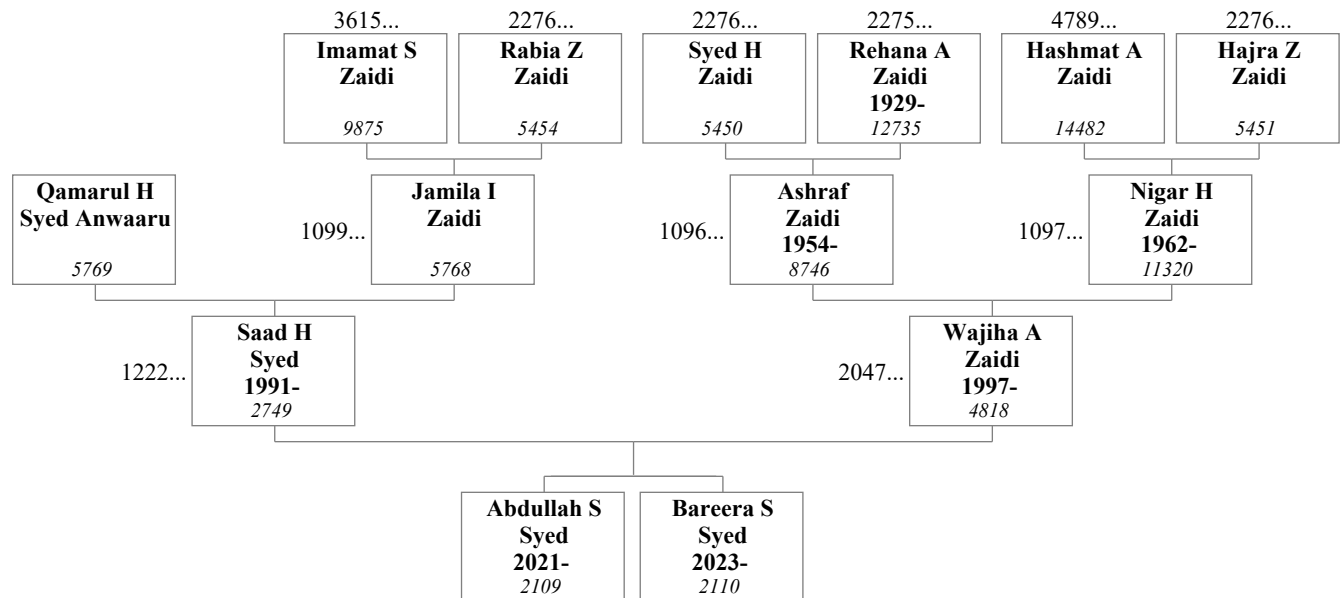 3615... 2276... 2276... 2275... 4789... 2276...
Imamat S Rabia Z Syed H Rehana A Hashmat A Hajra Z
Zaidi Zaidi Zaidi Zaidi Zaidi Zaidi
1929-
9875 5454 5450 12735 14482 5451
Qamarul H Jamila I Ashraf Nigar H
Syed Anwaaru Zaidi Zaidi Zaidi
1099... 1096... 1954- 1097... 1962-
5769 5768 8746 11320
Saad H Wajiha A
Syed Zaidi
1222... 1991- 2047... 1997-
2749 4818
Abdullah S Bareera S
Syed Syed
2021- 2023-
2109 2110